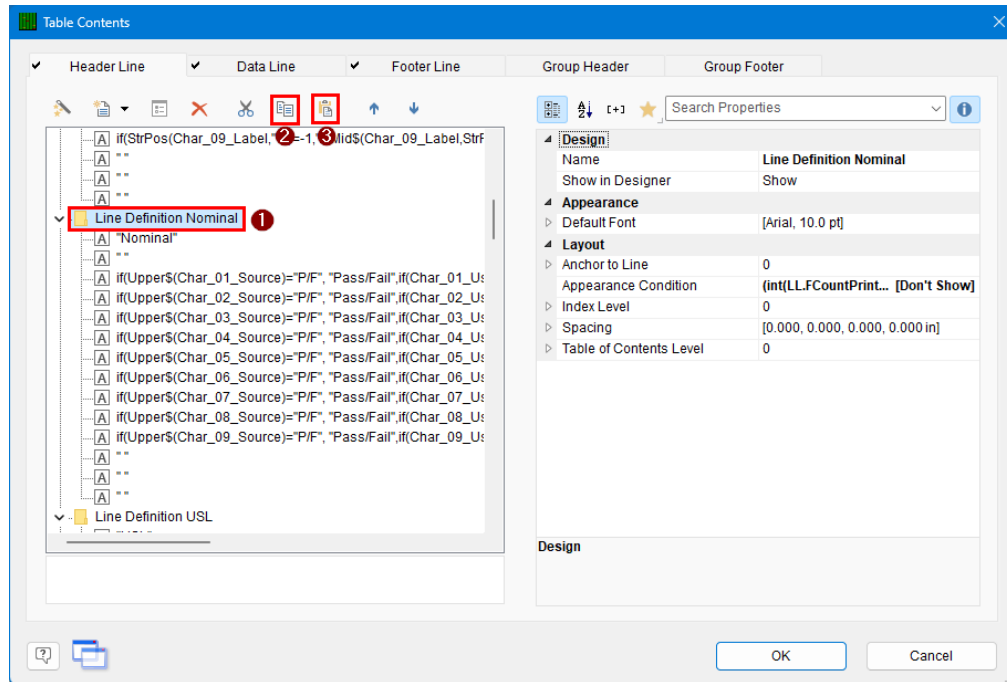 Table Contents
Header Line
Data Line
Footer Line
Group Header
Group Footer
Search Properties
2
3
if(StrPos(Char_09_Label," =-1," Mid$(Char_09_Label,StrF
" "
" "
" "
Line Definition Nominal
1
"Nominal"
" "
if(Upper$(Char_01_Source)="P/F", "Pass/Fail",if(Char_01_Us
if(Upper$(Char_02_Source)="P/F", "Pass/Fail",if(Char_02_Us
if(Upper$(Char_03_Source)="P/F", "Pass/Fail",if(Char_03_Us
if(Upper$(Char_04_Source)="P/F", "Pass/Fail",if(Char_04_Us
if(Upper$(Char_05_Source)="P/F", "Pass/Fail",if(Char_05_Us
if(Upper$(Char_06_Source)="P/F", "Pass/Fail",if(Char_06_Us
if(Upper$(Char_07_Source)="P/F", "Pass/Fail",if(Char_07_Us
if(Upper$(Char_08_Source)="P/F", "Pass/Fail",if(Char_08_Us
if(Upper$(Char_09_Source)="P/F", "Pass/Fail",if(Char_09_Us
" "
" "
" "
Line Definition USL
Design
Name Line Definition Nominal
Show in Designer Show
Appearance
Default Font [Arial, 10.0 pt]
Layout
Anchor to Line 0
Appearance Condition (int(LL.FCountPrint... [Don't Show]
Index Level 0
Spacing [0.000, 0.000, 0.000, 0.000 in]
Table of Contents Level 0
Design
OK
Cancel